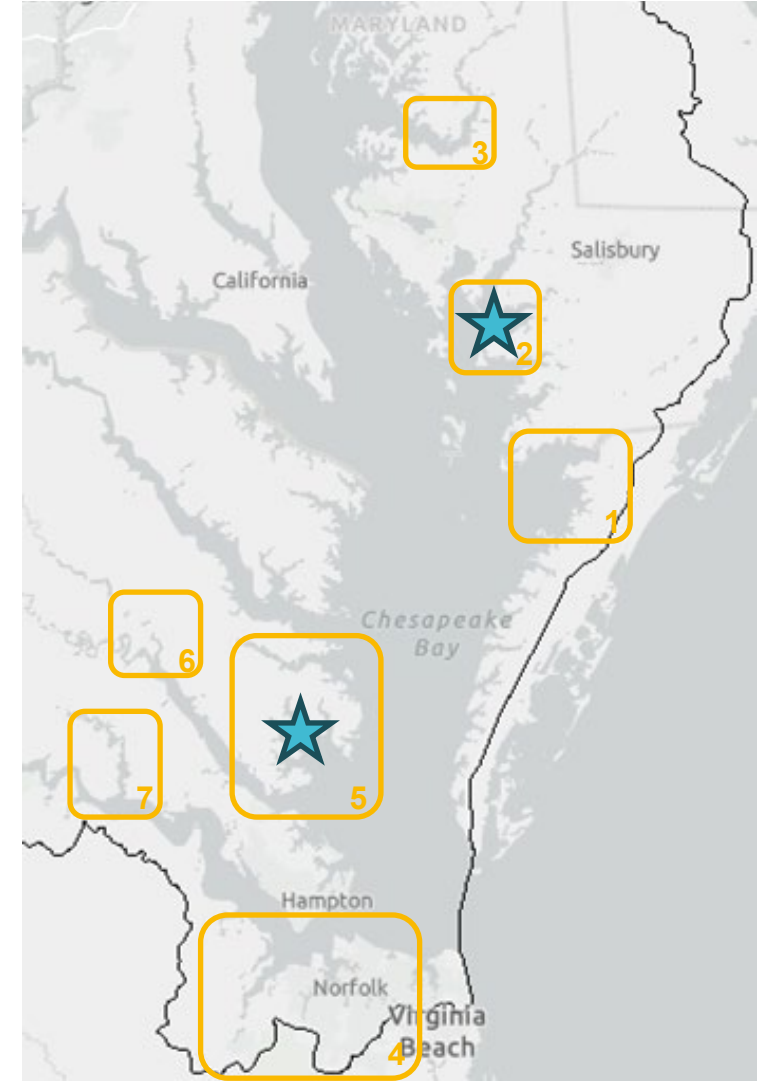 MARYLAND
3
Salisbury
California
2
1
Chesapeake
Bay
6
7
5
Hampton
Norfolk
Virginia
Beach
4